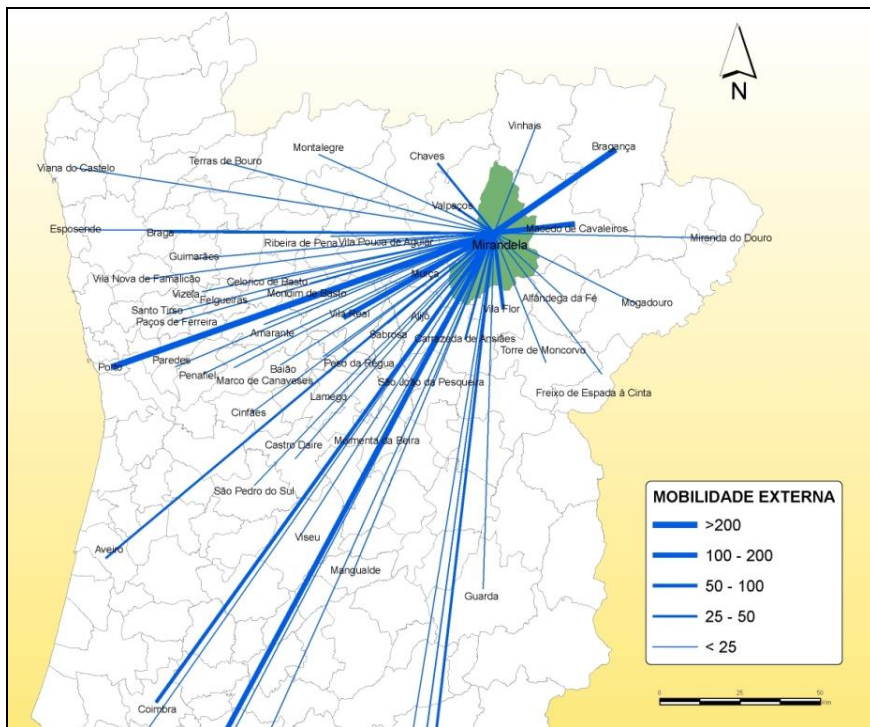 N
Vinhais
Bragança
Montalegre
Chaves
Terras de Bouro
Viana do Castelo
Valpaços
Esposende
Braga
Macedo de Cavaleiros
Miranda do Douro
Ribeira de Pena
Vila Pouca de Aguiar
Mirandela
Guimarães
Vila Nova de Famalicão
Celorico de Basto
Murça
Vizela
Felgueiras
Mondim de Basto
Alfândega da Fé
Mogadouro
Santo Tirso
Vila Real
Alijó
Vila Flor
Paços de Ferreira
Amarante
Sabrosa
Carrazeda de Ansiães
Torre de Moncorvo
Porto
Paredes
Baião
Peso da Régua
Penafiel
Marco de Canaveses
São João da Pesqueira
Freixo de Espada à Cinta
Lamego
Cinfães
Castro Daire
Moimenta da Beira
São Pedro do Sul
Viseu
Aveiro
Mangualde
Guarda
Coimbra
MOBILIDADE EXTERNA
>200
100 - 200
50 - 100
25 - 50
< 25
0 25 50